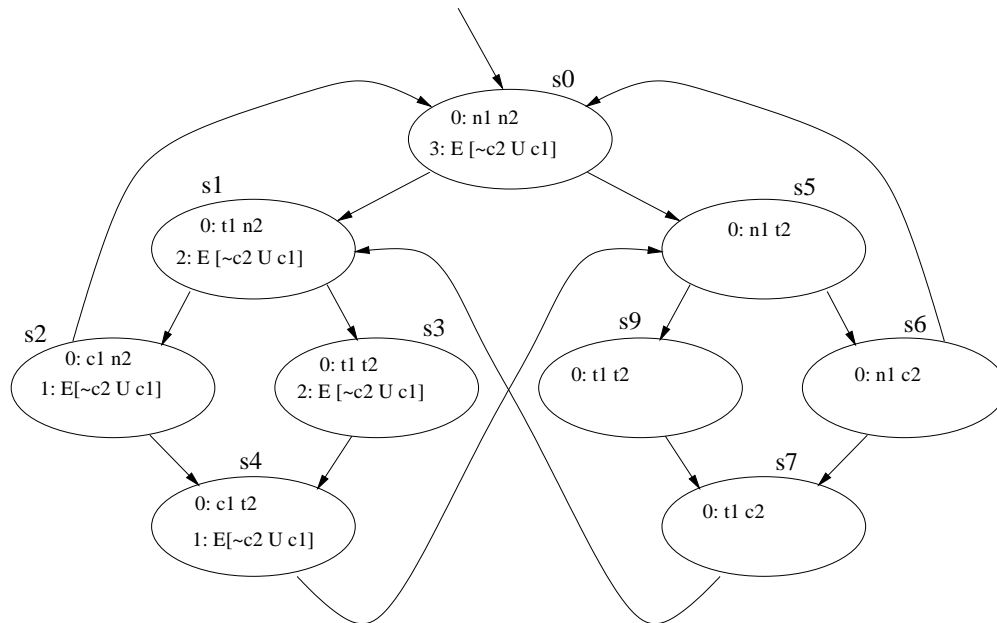 s0
0: n1 n2
3: E [~c2 U c1]
s1
0: t1 n2
2: E [~c2 U c1]
s5
0: n1 t2
s2
0: c1 n2
1: E[~c2 U c1]
s3
0: t1 t2
2: E [~c2 U c1]
s9
0: t1 t2
s6
0: n1 c2
s4
0: c1 t2
1: E[~c2 U c1]
s7
0: t1 c2